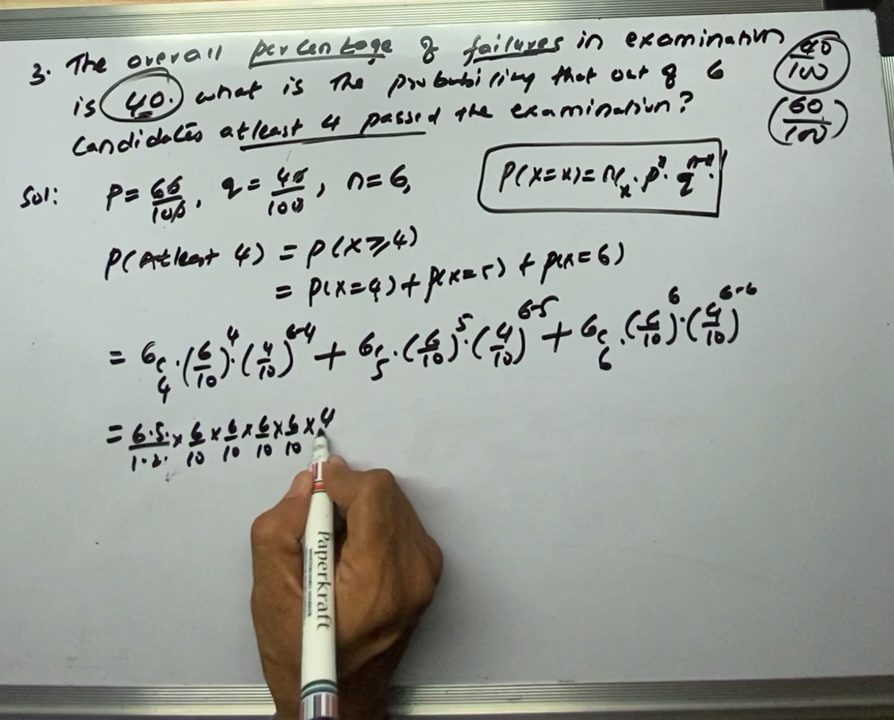 3. The overall percentage of failures in examination 40/100
is 40. what is the probability that out of 6 (60/100)
candidates atleast 4 passed the examination?
Sol: P = 60/100, q = 40/100, n = 6, P(X=x) = nCx · p^x · q^n-x
P(Atleast 4) = P(X ≥ 4)
= P(X=4) + P(X=5) + P(X=6)
= 6C4 · (6/10)^4 · (4/10)^6-4 + 6C5 · (6/10)^5 · (4/10)^6-5 + 6C6 · (6/10)^6 · (4/10)^6-6
= 6·5·/1·2· × 6/10 × 6/10 × 6/10 × 6/10 × 4
Paperkraft